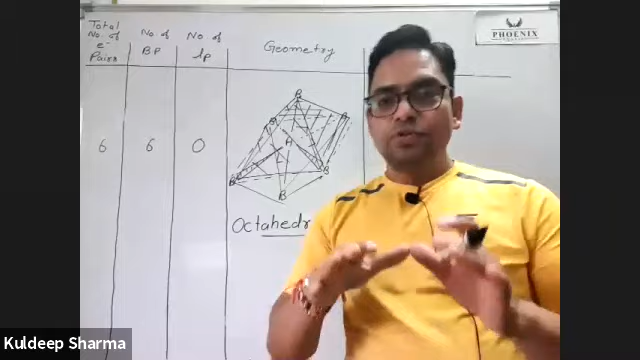 Total
No. of
e⁻
Pairs
No. of
BP
No. of
lp
Geometry
6
6
0
B
B
A
B
B
B
B
Octahedr
PHOENIX
Kuldeep Sharma